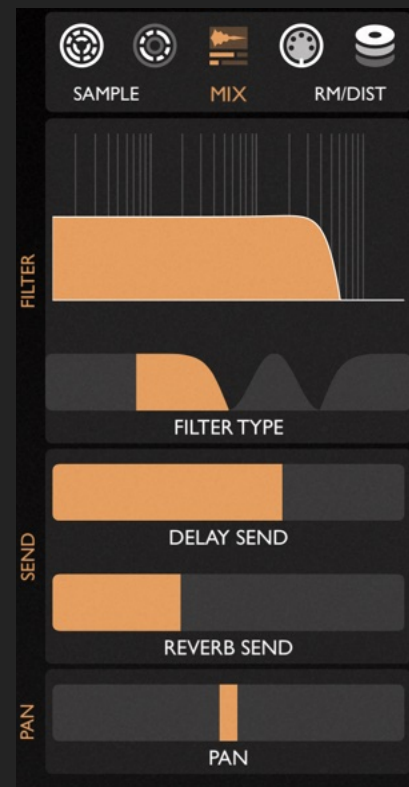 SAMPLE MIX RM/DIST
FILTER
FILTER TYPE
SEND
DELAY SEND
REVERB SEND
PAN
PAN